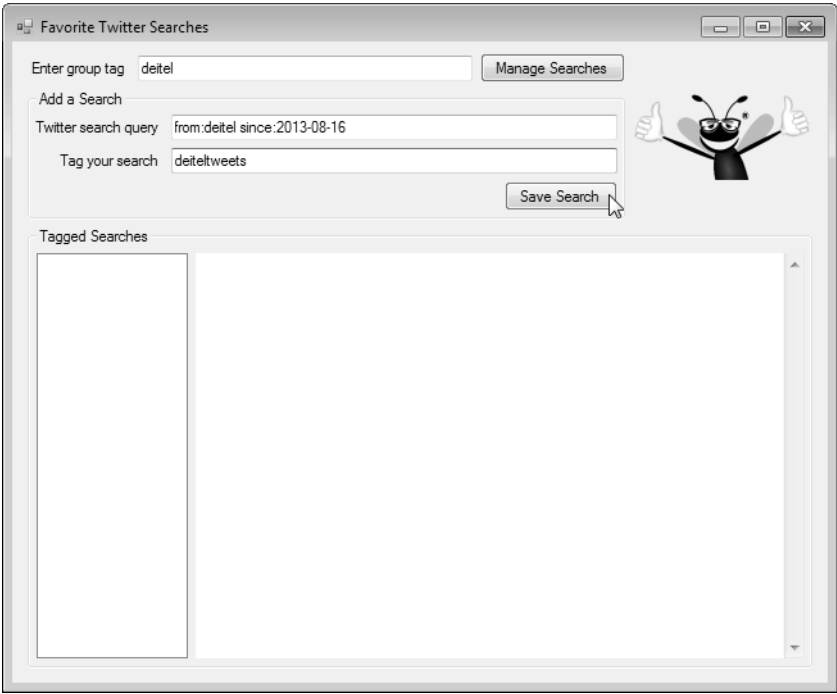 Favorite Twitter Searches
Enter group tag deitel Manage Searches
Add a Search
Twitter search query from:deitel since:2013-08-16
Tag your search deiteltweets
Save Search
Tagged Searches